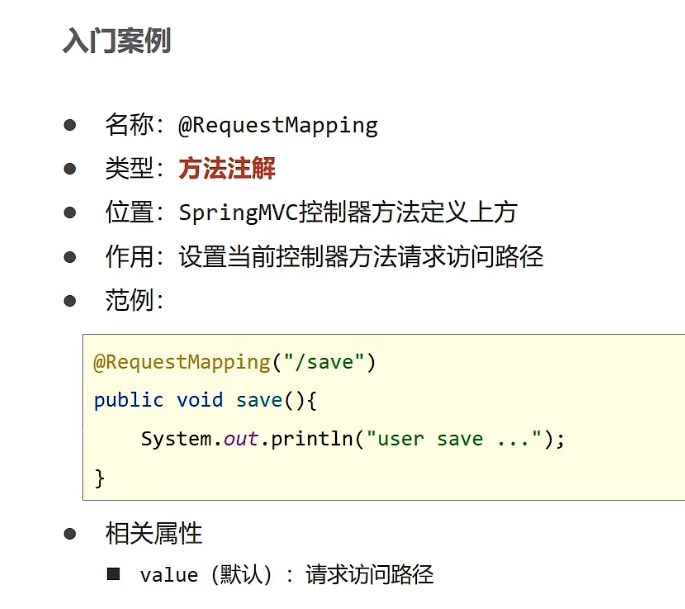 入门案例
● 名称：@RequestMapping
● 类型：方法注解
● 位置：SpringMVC控制器方法定义上方
● 作用：设置当前控制器方法请求访问路径
● 范例：
@RequestMapping("/save")
public void save(){
    System.out.println("user save ...");
}
● 相关属性
■ value（默认）：请求访问路径